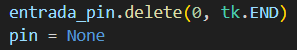 entrada_pin.delete(0, tk.END)
pin = None